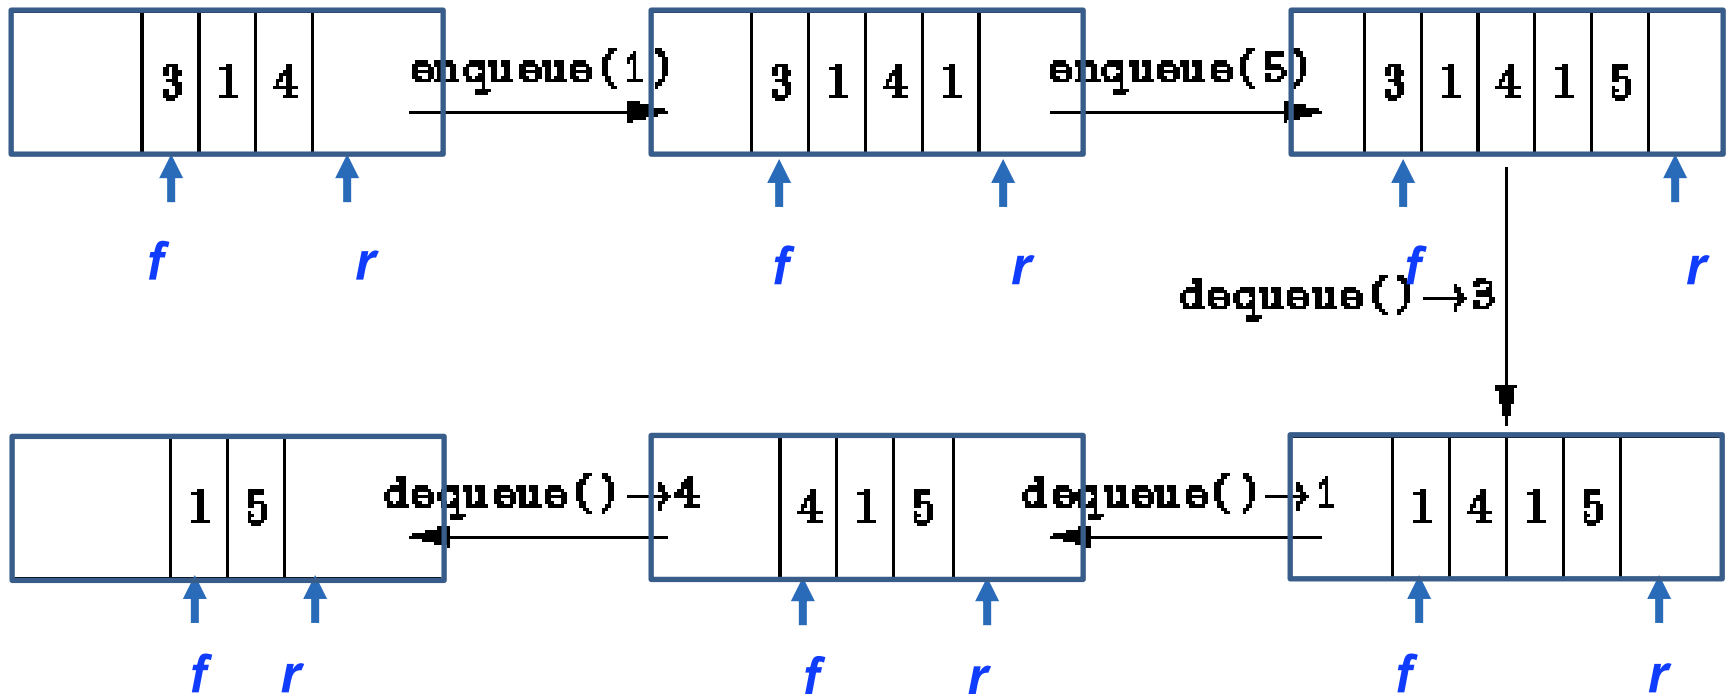 3 1 4
enqueue(1)
3 1 4 1
enqueue(5)
3 1 4 1 5
f r
f r
f r
dequeue()→3
1 5
dequeue()→4
4 1 5
dequeue()→1
1 4 1 5
f r
f r
f r